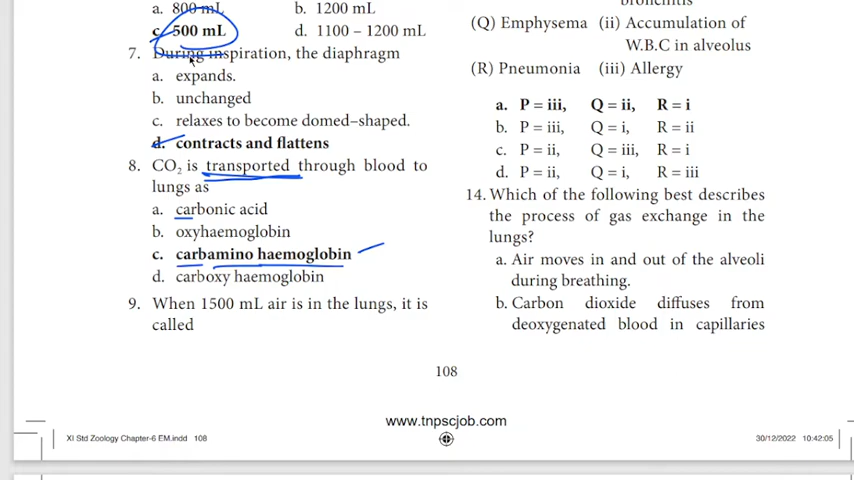 a. 800 mL b. 1200 mL
c. 500 mL d. 1100 – 1200 mL
7. During inspiration, the diaphragm
a. expands.
b. unchanged
c. relaxes to become domed–shaped.
d. contracts and flattens
8. CO2 is transported through blood to
lungs as
a. carbonic acid
b. oxyhaemoglobin
c. carbamino haemoglobin
d. carboxy haemoglobin
9. When 1500 mL air is in the lungs, it is
called
bronchitis
(Q) Emphysema (ii) Accumulation of
W.B.C in alveolus
(R) Pneumonia (iii) Allergy
a. P = iii, Q = ii, R = i
b. P = iii, Q = i, R = ii
c. P = ii, Q = iii, R = i
d. P = ii, Q = i, R = iii
14. Which of the following best describes
the process of gas exchange in the
lungs?
a. Air moves in and out of the alveoli
during breathing.
b. Carbon dioxide diffuses from
deoxygenated blood in capillaries
108
www.tnpscjob.com
XI Std Zoology Chapter-6 EM.indd 108
30/12/2022 10:42:05